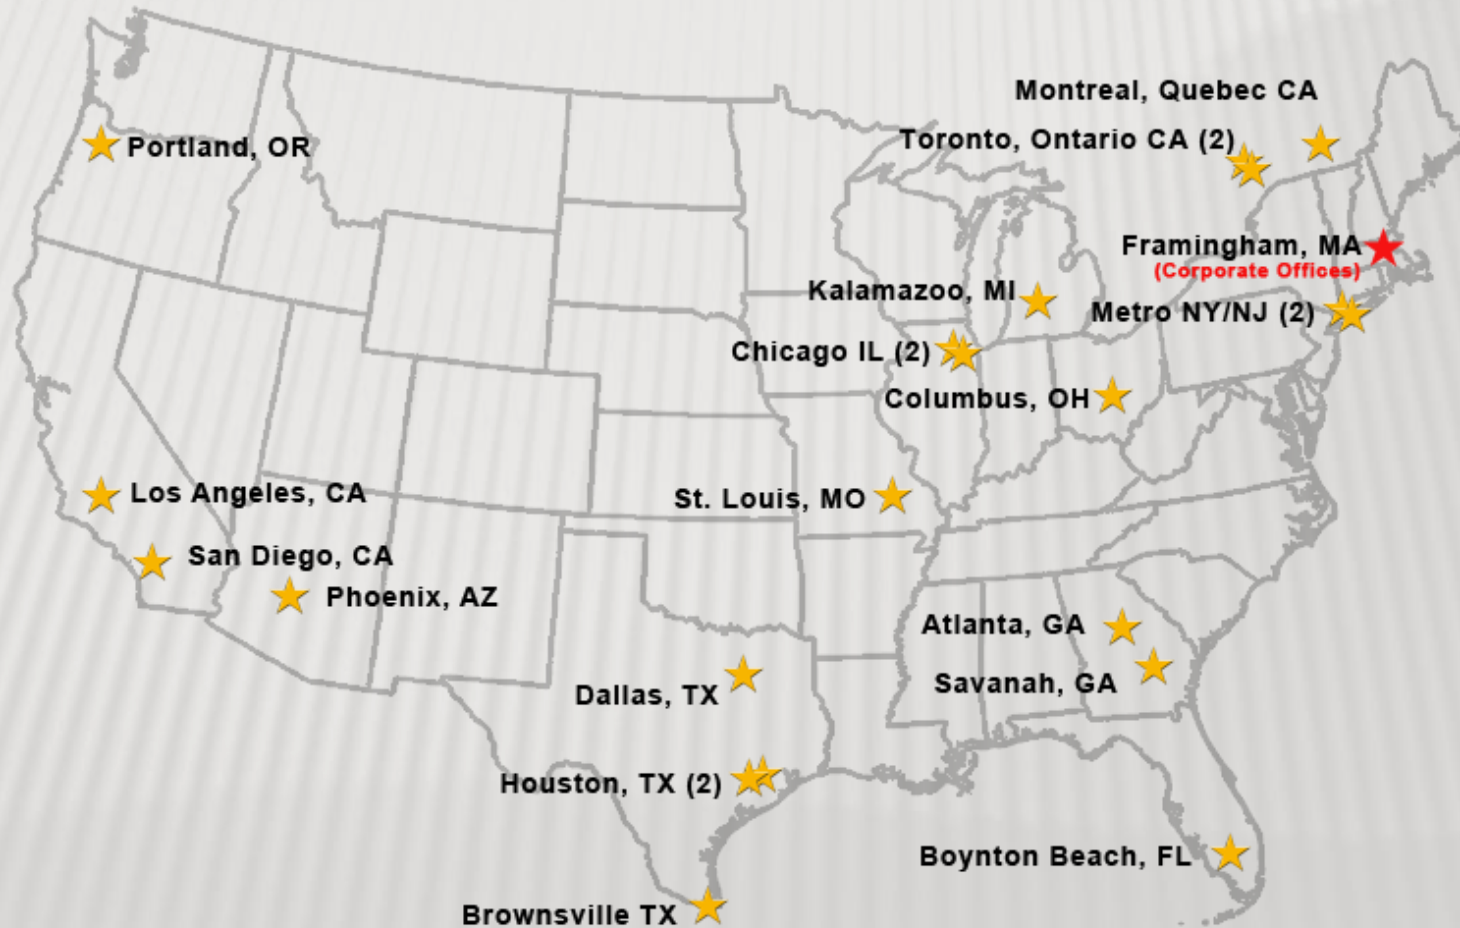 Montreal, Quebec CA
Toronto, Ontario CA (2)
Portland, OR
Framingham, MA
(Corporate Offices)
Kalamazoo, MI
Metro NY/NJ (2)
Chicago IL (2)
Columbus, OH
Los Angeles, CA
St. Louis, MO
San Diego, CA
Phoenix, AZ
Atlanta, GA
Savanah, GA
Dallas, TX
Houston, TX (2)
Boynton Beach, FL
Brownsville TX